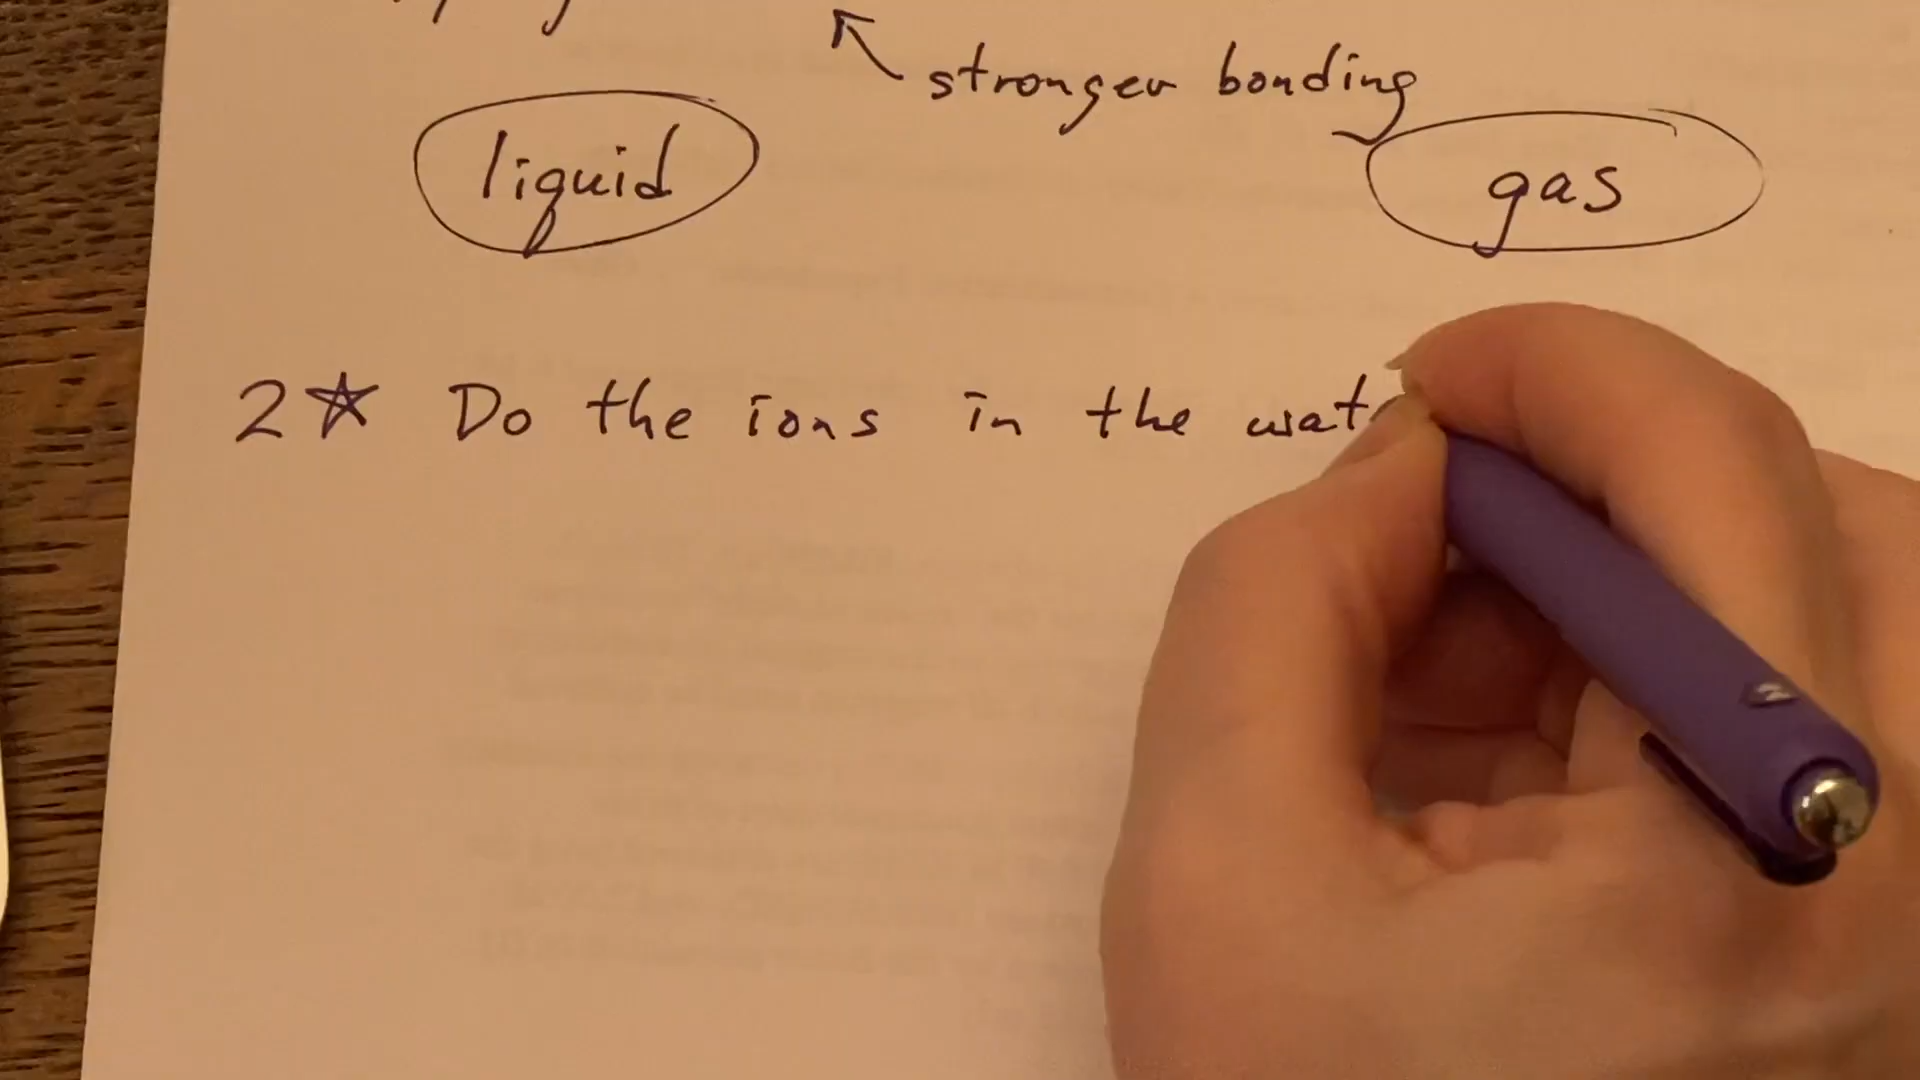 stronger bonding
liquid
gas
2☆ Do the ions in the wat